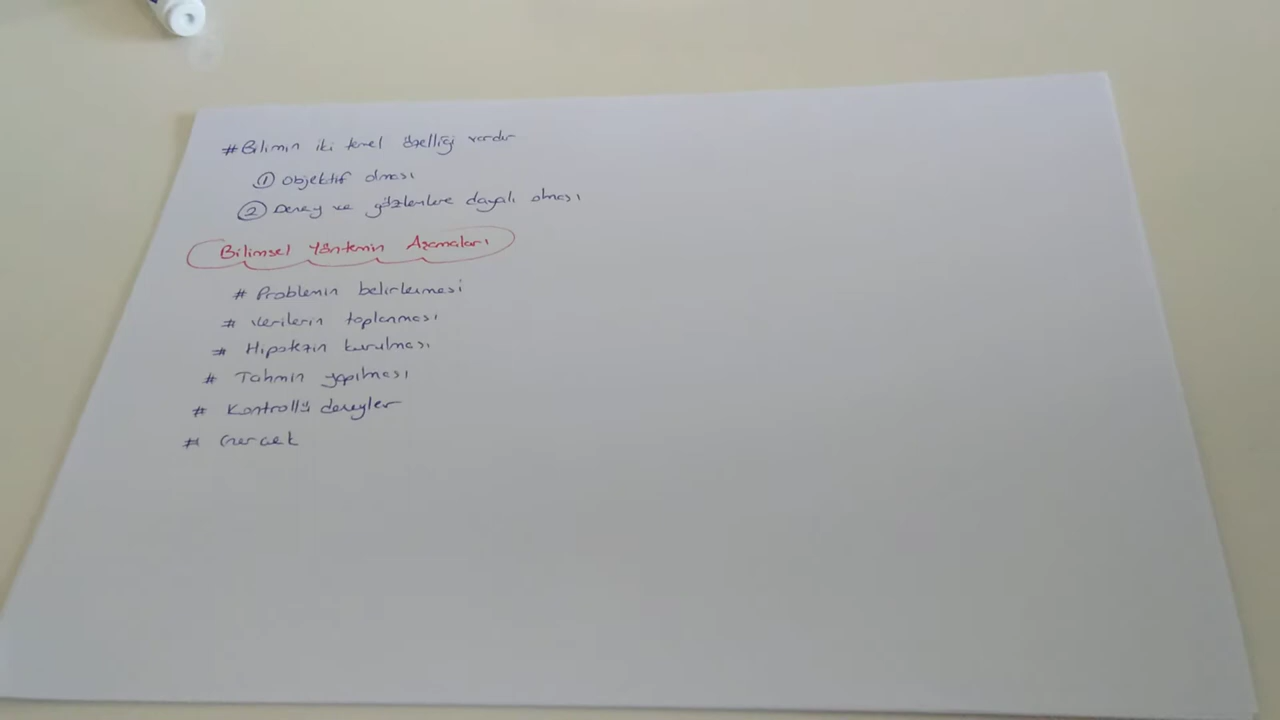 # Bilimin iki temel özelliği vardır
① Objektif olması
② Deney ve gözlemlere dayalı olması
Bilimsel Yöntemin Aşamaları
# Problemin belirlenmesi
# Verilerin toplanması
# Hipotezin kurulması
# Tahmin yapılması
# Kontrollü deneyler
# Gerçek